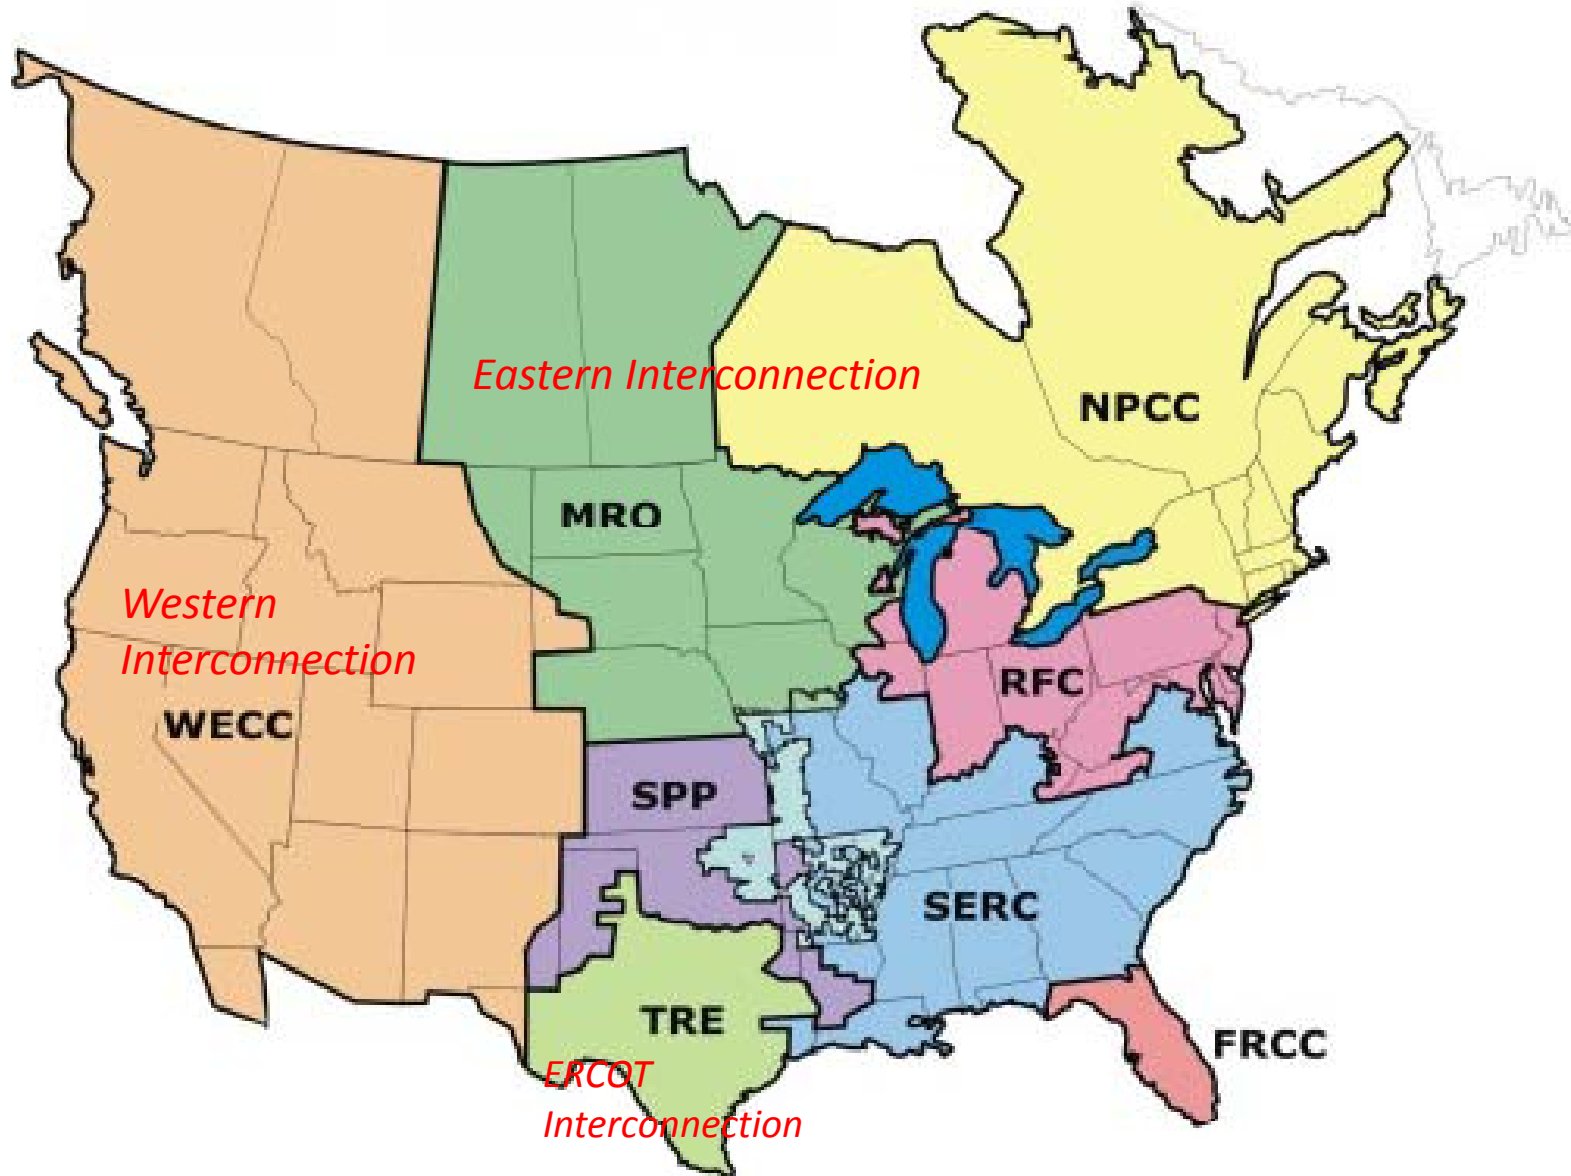 Eastern Interconnection
NPCC
MRO
Western
Interconnection
RFC
WECC
SPP
SERC
TRE
FRCC
ERCOT
Interconnection